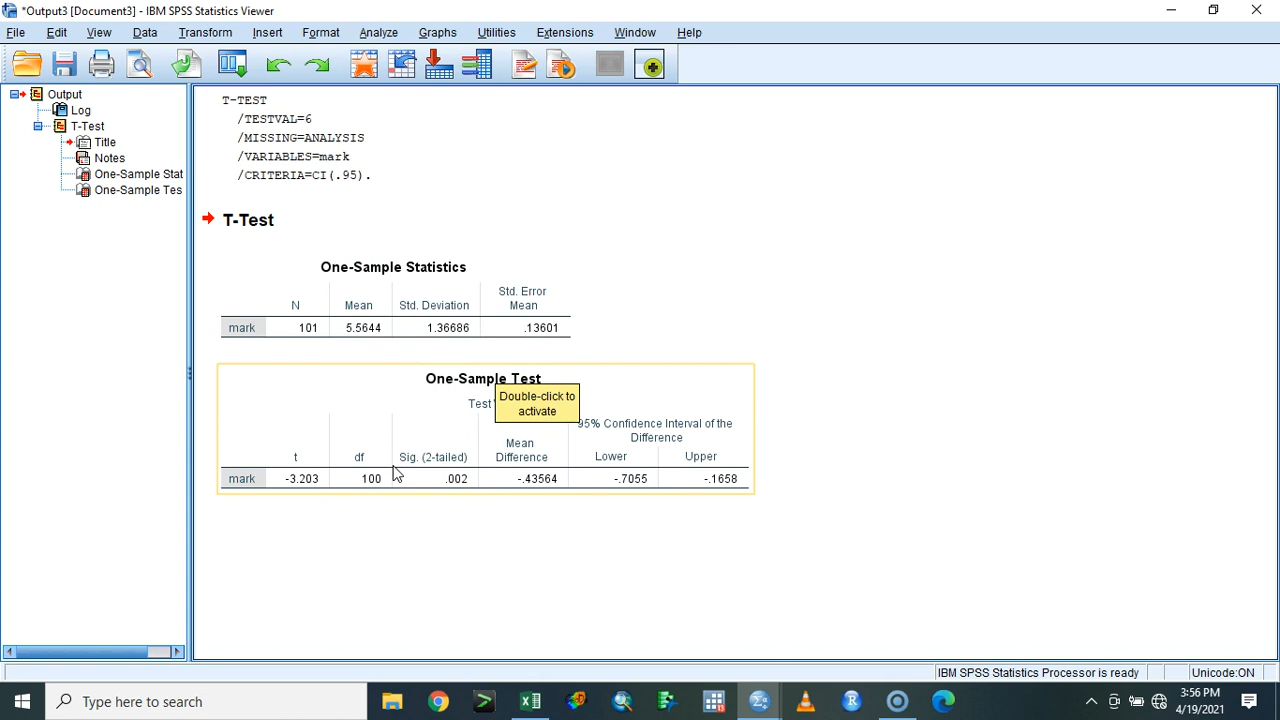 *Output3 [Document3] - IBM SPSS Statistics Viewer
File Edit View Data Transform Insert Format Analyze Graphs Utilities Extensions Window Help
Output
Log
T-Test
Title
Notes
One-Sample Stat
One-Sample Tes
T-TEST
/TESTVAL=6
/MISSING=ANALYSIS
/VARIABLES=mark
/CRITERIA=CI(.95).
T-Test
One-Sample Statistics
N Mean Std. Deviation Std. Error Mean
mark 101 5.5644 1.36686 .13601
One-Sample Test
Test
Double-click to
activate
95% Confidence Interval of the
Difference
t df Sig. (2-tailed) Mean Difference Lower Upper
mark -3.203 100 .002 -.43564 -.7055 -.1658
IBM SPSS Statistics Processor is ready Unicode:ON
Type here to search
3:56 PM
4/19/2021